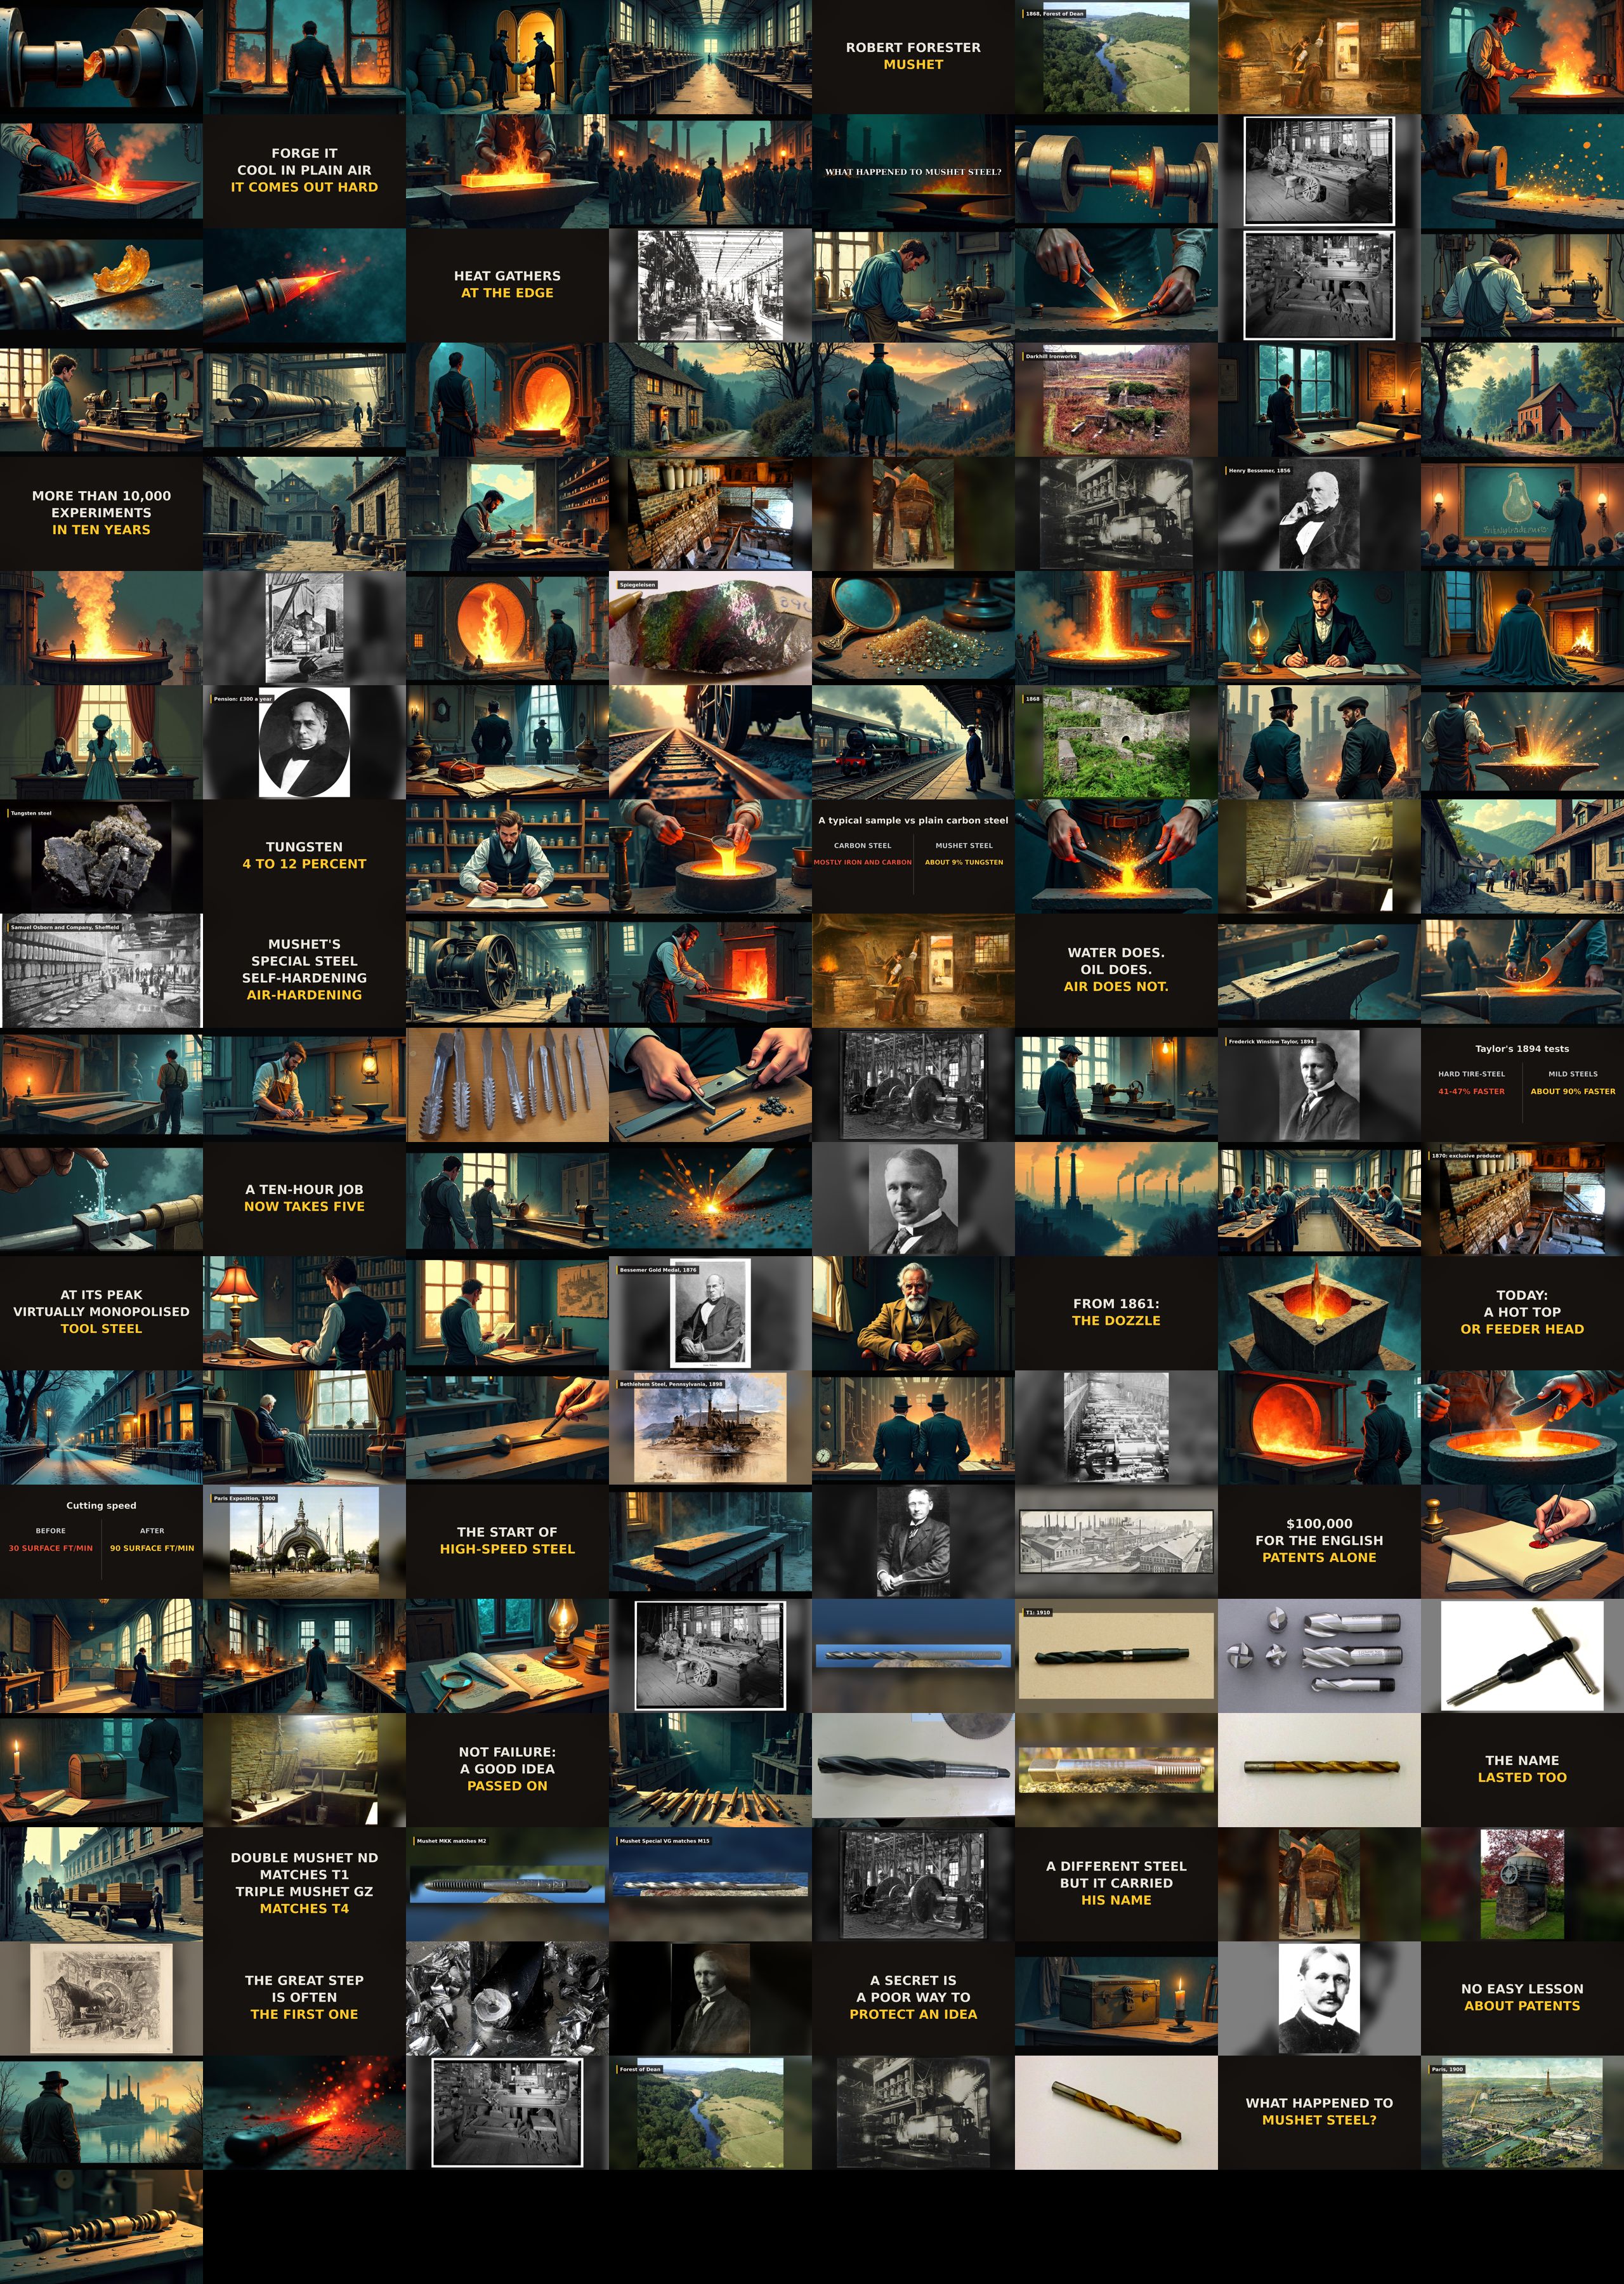 ROBERT FORESTER
MUSHET
1868, Forest of Dean
FORGE IT
COOL IN PLAIN AIR
IT COMES OUT HARD
WHAT HAPPENED TO MUSHET STEEL?
HEAT GATHERS
AT THE EDGE
Darkhill Ironworks
MORE THAN 10,000
EXPERIMENTS
IN TEN YEARS
Henry Bessemer, 1856
Spiegeleisen
Pension: £300 a year
1868
Tungsten steel
TUNGSTEN
4 TO 12 PERCENT
A typical sample vs plain carbon steel
CARBON STEEL
MUSHET STEEL
MOSTLY IRON AND CARBON
ABOUT 9% TUNGSTEN
Samuel Osborn and Company, Sheffield
MUSHET'S
SPECIAL STEEL
SELF-HARDENING
AIR-HARDENING
WATER DOES.
OIL DOES.
AIR DOES NOT.
Frederick Winslow Taylor, 1894
Taylor's 1894 tests
HARD TIRE-STEEL
MILD STEELS
41-47% FASTER
ABOUT 90% FASTER
A TEN-HOUR JOB
NOW TAKES FIVE
1870: exclusive producer
AT ITS PEAK
VIRTUALLY MONOPOLISED
TOOL STEEL
Bessemer Gold Medal, 1876
FROM 1861:
THE DOZZLE
TODAY:
A HOT TOP
OR FEEDER HEAD
Bethlehem Steel, Pennsylvania, 1898
Cutting speed
BEFORE
AFTER
30 SURFACE FT/MIN
90 SURFACE FT/MIN
Paris Exposition, 1900
THE START OF
HIGH-SPEED STEEL
$100,000
FOR THE ENGLISH
PATENTS ALONE
T1: 1910
NOT FAILURE:
A GOOD IDEA
PASSED ON
THE NAME
LASTED TOO
DOUBLE MUSHET ND
MATCHES T1
TRIPLE MUSHET GZ
MATCHES T4
Mushet MKK matches M2
Mushet Special VG matches M15
A DIFFERENT STEEL
BUT IT CARRIED
HIS NAME
THE GREAT STEP
IS OFTEN
THE FIRST ONE
A SECRET IS
A POOR WAY TO
PROTECT AN IDEA
NO EASY LESSON
ABOUT PATENTS
Forest of Dean
WHAT HAPPENED TO
MUSHET STEEL?
Paris, 1900